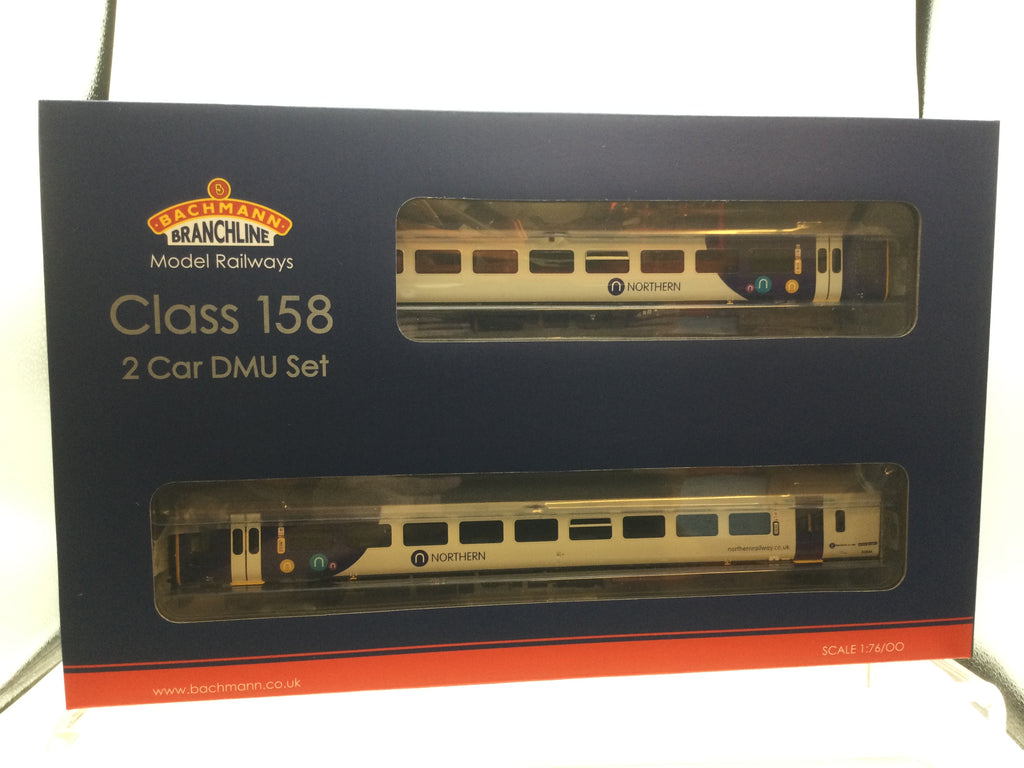 BACHMANN
BRANCHLINE
Model Railways
Class 158
2 Car DMU Set
n NORTHERN
n n n
n n n
n NORTHERN
northernrailway.co.uk
SCALE 1:76/OO
www.bachmann.co.uk